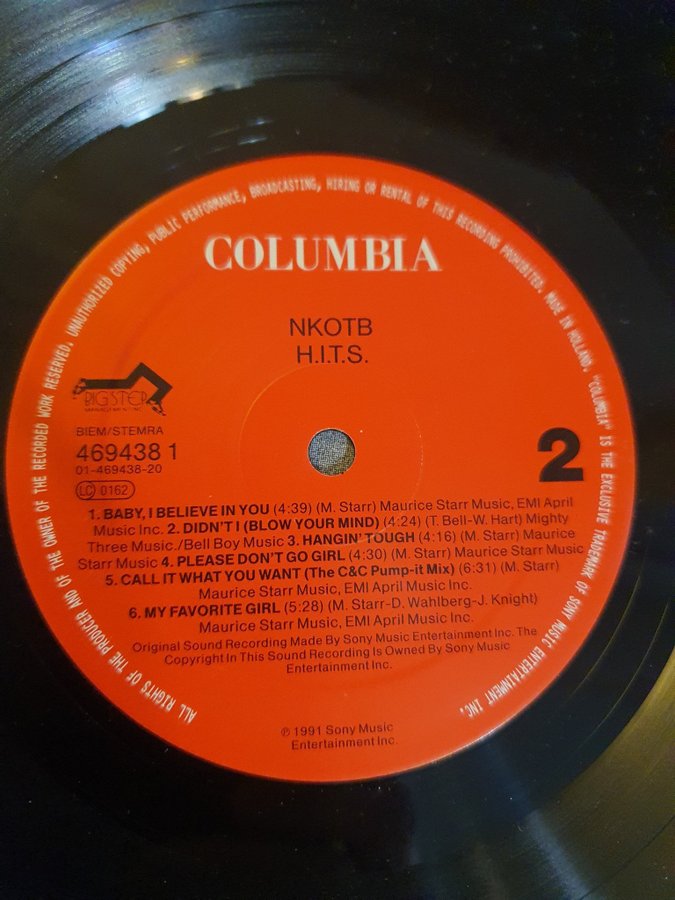 ALL RIGHTS OF THE PRODUCER AND OF THE OWNER OF THE RECORDED WORK RESERVED. UNAUTHORIZED COPYING, PUBLIC PERFORMANCE, BROADCASTING, HIRING OR RENTAL OF THIS RECORDING PROHIBITED. MADE IN HOLLAND. "COLUMBIA" IS THE EXCLUSIVE TRADEMARK OF SONY MUSIC ENTERTAINMENT INC.
COLUMBIA
NKOTB
H.I.T.S.
BIG STEP
MANAGEMENT INC
BIEM/STEMRA
469438 1
01-469438-20
LC 0162
2
1. BABY, I BELIEVE IN YOU (4:39) (M. Starr) Maurice Starr Music, EMI April
Music Inc. 2. DIDN'T I (BLOW YOUR MIND) (4:24) (T. Bell-W. Hart) Mighty
Three Music./Bell Boy Music 3. HANGIN' TOUGH (4:16) (M. Starr) Maurice
Starr Music 4. PLEASE DON'T GO GIRL (4:30) (M. Starr) Maurice Starr Music
5. CALL IT WHAT YOU WANT (The C&C Pump-it Mix) (6:31) (M. Starr)
Maurice Starr Music, EMI April Music Inc.
6. MY FAVORITE GIRL (5:28) (M. Starr-D. Wahlberg-J. Knight)
Maurice Starr Music, EMI April Music Inc.
Original Sound Recording Made By Sony Music Entertainment Inc. The
Copyright In This Sound Recording Is Owned By Sony Music
Entertainment Inc.
℗ 1991 Sony Music
Entertainment Inc.